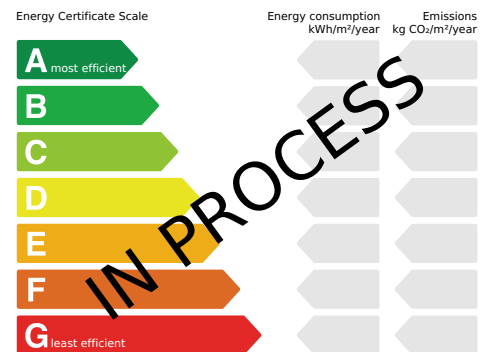 Energy Certificate Scale
Energy consumption
kWh/m²/year
Emissions
kg CO₂/m²/year
A most efficient
B
C
D
E
F
G least efficient
IN PROCESS